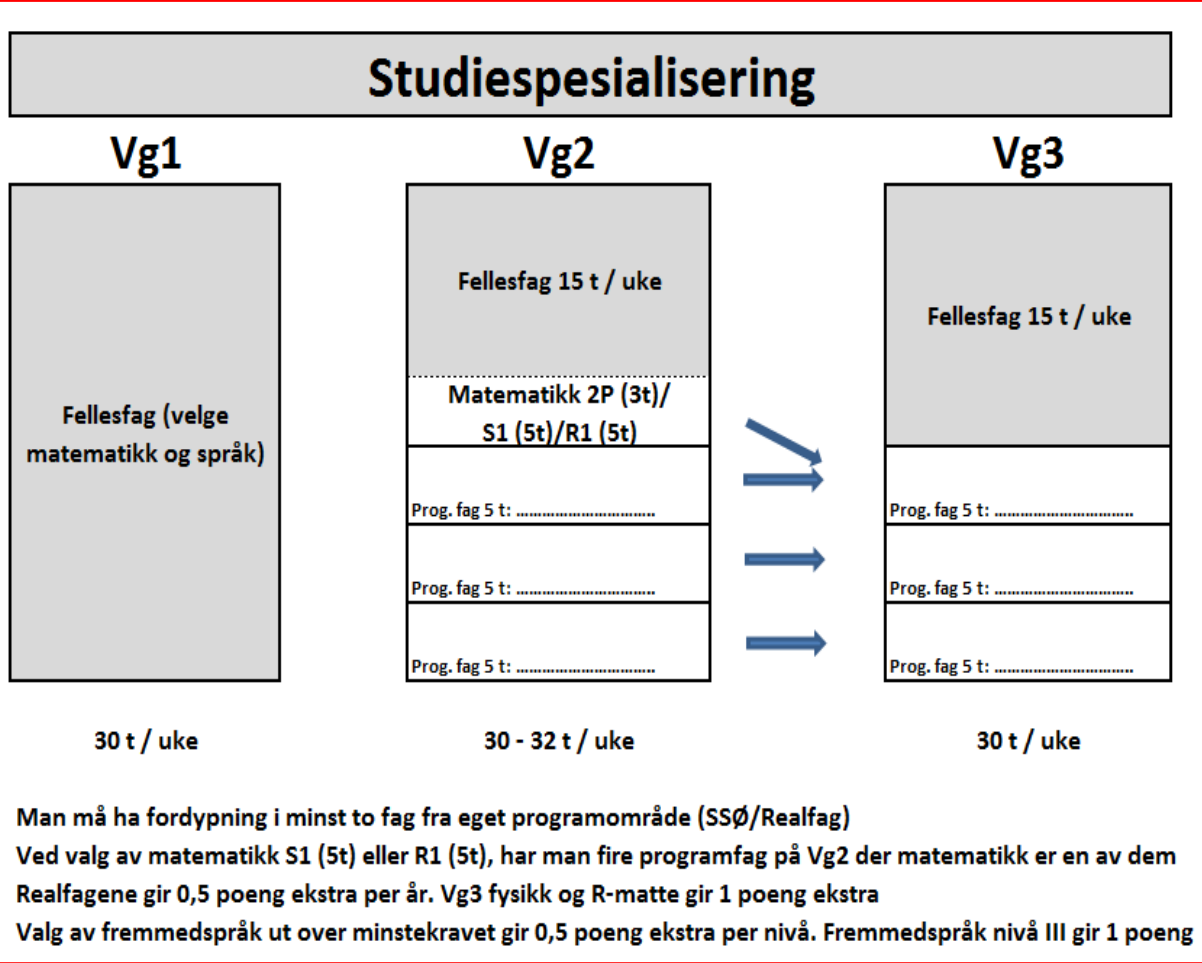 Studiespesialisering
Vg1
Vg2
Vg3
Fellesfag (velge
matematikk og språk)
Fellesfag 15 t / uke
Matematikk 2P (3t)/
S1 (5t)/R1 (5t)
Prog. fag 5 t: ................................
Prog. fag 5 t: ................................
Prog. fag 5 t: ................................
Fellesfag 15 t / uke
Prog. fag 5 t: ................................
Prog. fag 5 t: ................................
Prog. fag 5 t: ................................
30 t / uke
30 - 32 t / uke
30 t / uke
Man må ha fordypning i minst to fag fra eget programområde (SSØ/Realfag)
Ved valg av matematikk S1 (5t) eller R1 (5t), har man fire programfag på Vg2 der matematikk er en av dem
Realfagene gir 0,5 poeng ekstra per år. Vg3 fysikk og R-matte gir 1 poeng ekstra
Valg av fremmedspråk ut over minstekravet gir 0,5 poeng ekstra per nivå. Fremmedspråk nivå III gir 1 poeng